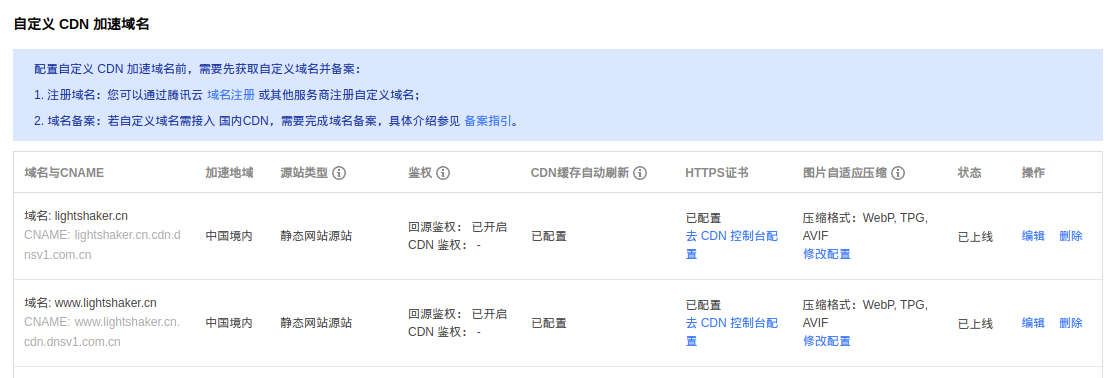 自定义 CDN 加速域名
配置自定义 CDN 加速域名前，需要先获取自定义域名并备案：
1. 注册域名：您可以通过腾讯云 域名注册 或其他服务商注册自定义域名；
2. 域名备案：若自定义域名需接入 国内CDN，需要完成域名备案，具体介绍参见 备案指引。
域名与CNAME 加速地域 源站类型 鉴权 CDN缓存自动刷新 HTTPS证书 图片自适应压缩 状态 操作
域名: lightshaker.cn
CNAME: lightshaker.cn.cdn.d
nsv1.com.cn
中国境内
静态网站源站
回源鉴权： 已开启
CDN 鉴权： -
已配置
已配置
去 CDN 控制台配
置
压缩格式：WebP, TPG,
AVIF
修改配置
已上线
编辑 删除
域名: www.lightshaker.cn
CNAME: www.lightshaker.cn.
cdn.dnsv1.com.cn
中国境内
静态网站源站
回源鉴权： 已开启
CDN 鉴权： -
已配置
已配置
去 CDN 控制台配
置
压缩格式：WebP, TPG,
AVIF
修改配置
已上线
编辑 删除